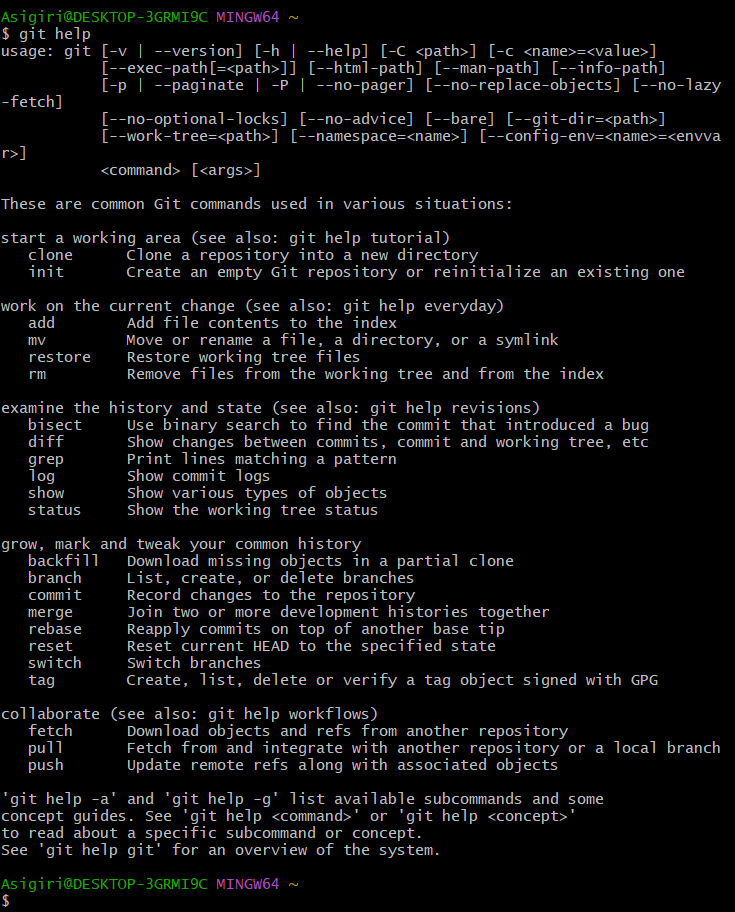 Asigiri@DESKTOP-3GRMI9C MINGW64 ~
$ git help
usage: git [-v | --version] [-h | --help] [-C <path>] [-c <name>=<value>]
           [--exec-path[=<path>]] [--html-path] [--man-path] [--info-path]
           [-p | --paginate | -P | --no-pager] [--no-replace-objects] [--no-lazy
-fetch]
           [--no-optional-locks] [--no-advice] [--bare] [--git-dir=<path>]
           [--work-tree=<path>] [--namespace=<name>] [--config-env=<name>=<envva
r>]
           <command> [<args>]

These are common Git commands used in various situations:

start a working area (see also: git help tutorial)
   clone      Clone a repository into a new directory
   init       Create an empty Git repository or reinitialize an existing one

work on the current change (see also: git help everyday)
   add        Add file contents to the index
   mv         Move or rename a file, a directory, or a symlink
   restore    Restore working tree files
   rm         Remove files from the working tree and from the index

examine the history and state (see also: git help revisions)
   bisect     Use binary search to find the commit that introduced a bug
   diff       Show changes between commits, commit and working tree, etc
   grep       Print lines matching a pattern
   log        Show commit logs
   show       Show various types of objects
   status     Show the working tree status

grow, mark and tweak your common history
   backfill   Download missing objects in a partial clone
   branch     List, create, or delete branches
   commit     Record changes to the repository
   merge      Join two or more development histories together
   rebase     Reapply commits on top of another base tip
   reset      Reset current HEAD to the specified state
   switch     Switch branches
   tag        Create, list, delete or verify a tag object signed with GPG

collaborate (see also: git help workflows)
   fetch      Download objects and refs from another repository
   pull       Fetch from and integrate with another repository or a local branch
   push       Update remote refs along with associated objects

'git help -a' and 'git help -g' list available subcommands and some
concept guides. See 'git help <command>' or 'git help <concept>'
to read about a specific subcommand or concept.
See 'git help git' for an overview of the system.

Asigiri@DESKTOP-3GRMI9C MINGW64 ~
$